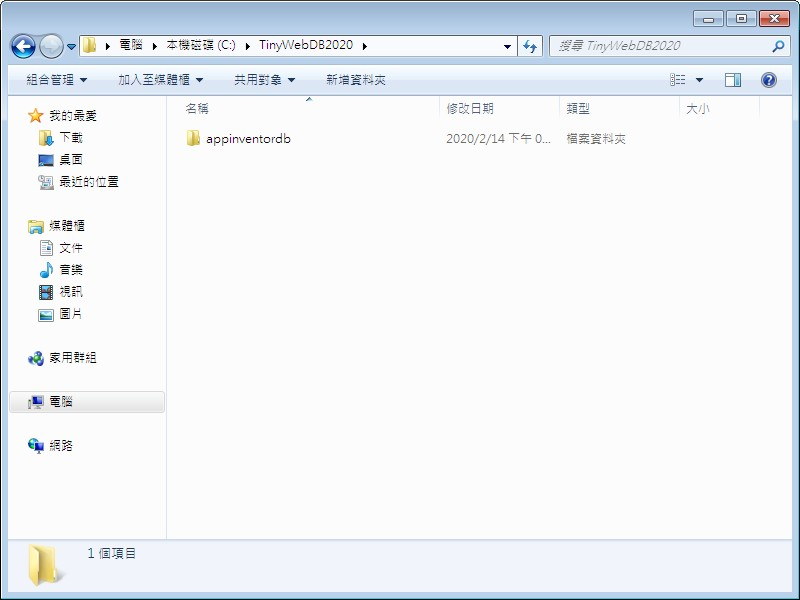 電腦 本機磁碟 (C:) TinyWebDB2020 搜尋 TinyWebDB2020
組合管理 加入至媒體櫃 共用對象 新增資料夾
名稱 修改日期 類型 大小
appinventordb 2020/2/14 下午 0... 檔案資料夾
我的最愛
下載
桌面
最近的位置
媒體櫃
文件
音樂
視訊
圖片
家用群組
電腦
網路
1 個項目